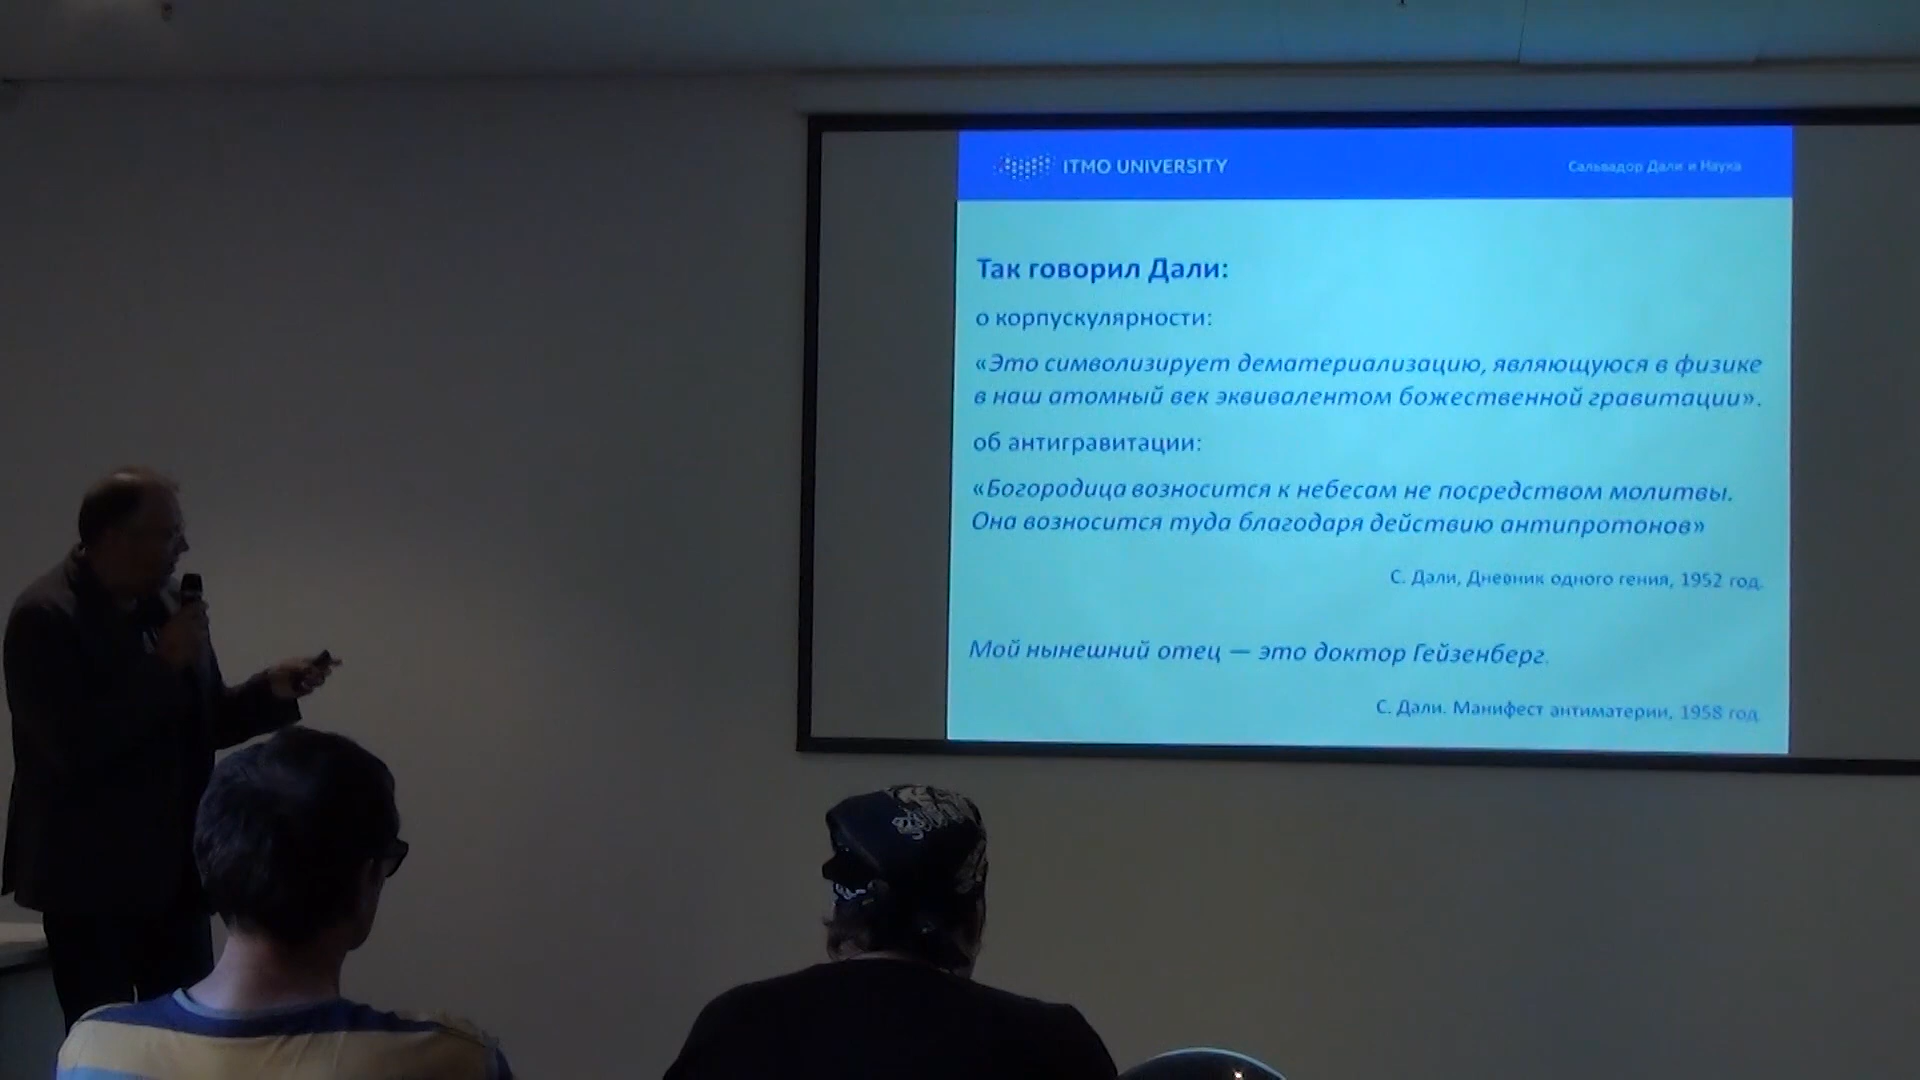 ITMO UNIVERSITY
Сальвадор Дали и Наука
Так говорил Дали:
о корпускулярности:
«Это символизирует дематериализацию, являющуюся в физике
в наш атомный век эквивалентом божественной гравитации».
об антигравитации:
«Богородица возносится к небесам не посредством молитвы.
Она возносится туда благодаря действию антипротонов»
С. Дали, Дневник одного гения, 1952 год.
Мой нынешний отец — это доктор Гейзенберг.
С. Дали. Манифест антиматерии, 1958 год.